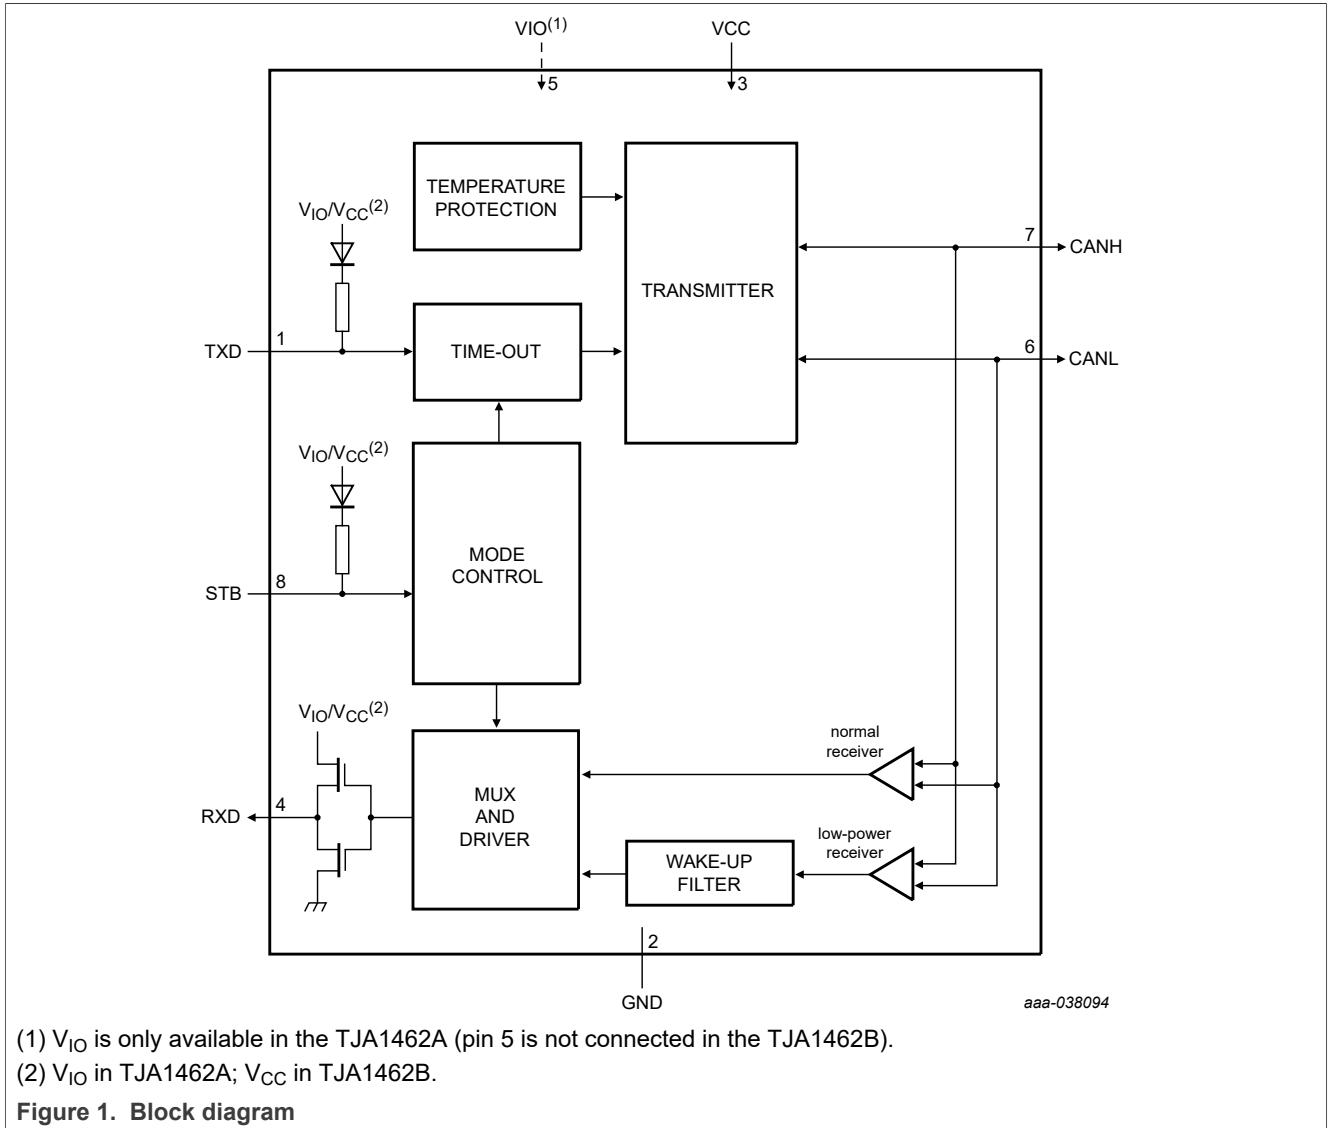 VIO(1)
VCC
5
3
TEMPERATURE
PROTECTION
VIO/VCC(2)
7
CANH
TRANSMITTER
1
TXD
TIME-OUT
6
CANL
VIO/VCC(2)
MODE
CONTROL
8
STB
VIO/VCC(2)
normal
receiver
4
RXD
MUX
AND
DRIVER
low-power
receiver
WAKE-UP
FILTER
2
GND
aaa-038094
(1) VIO is only available in the TJA1462A (pin 5 is not connected in the TJA1462B).
(2) VIO in TJA1462A; VCC in TJA1462B.
Figure 1. Block diagram